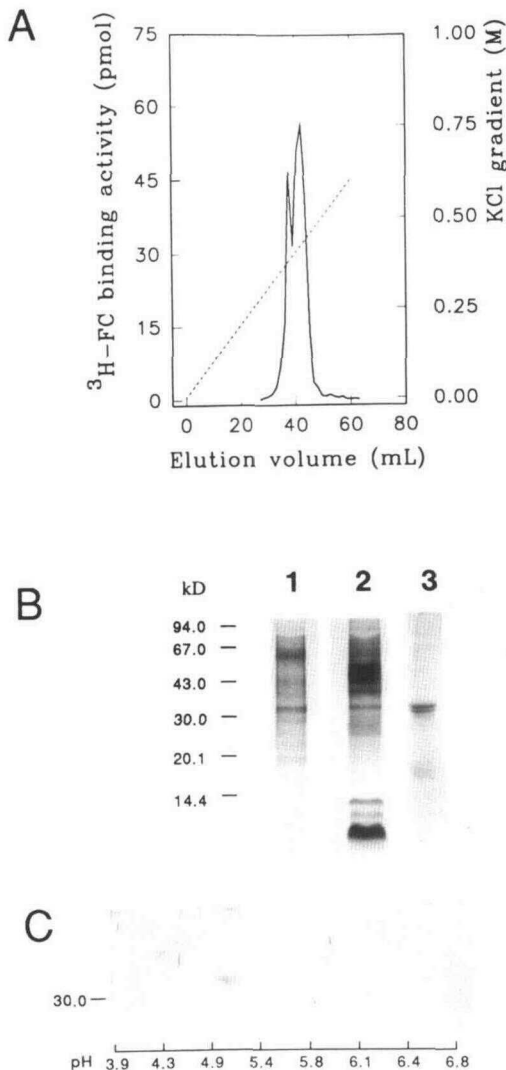 A
³H-FC binding activity (pmol)
75
60
45
30
15
0
KCl gradient (M)
1.00
0.75
0.50
0.25
0.00
0 20 40 60 80
Elution volume (mL)
B
kD 1 2 3
94.0
67.0
43.0
30.0
20.1
14.4
C
30.0
pH 3.9 4.3 4.9 5.4 5.8 6.1 6.4 6.8